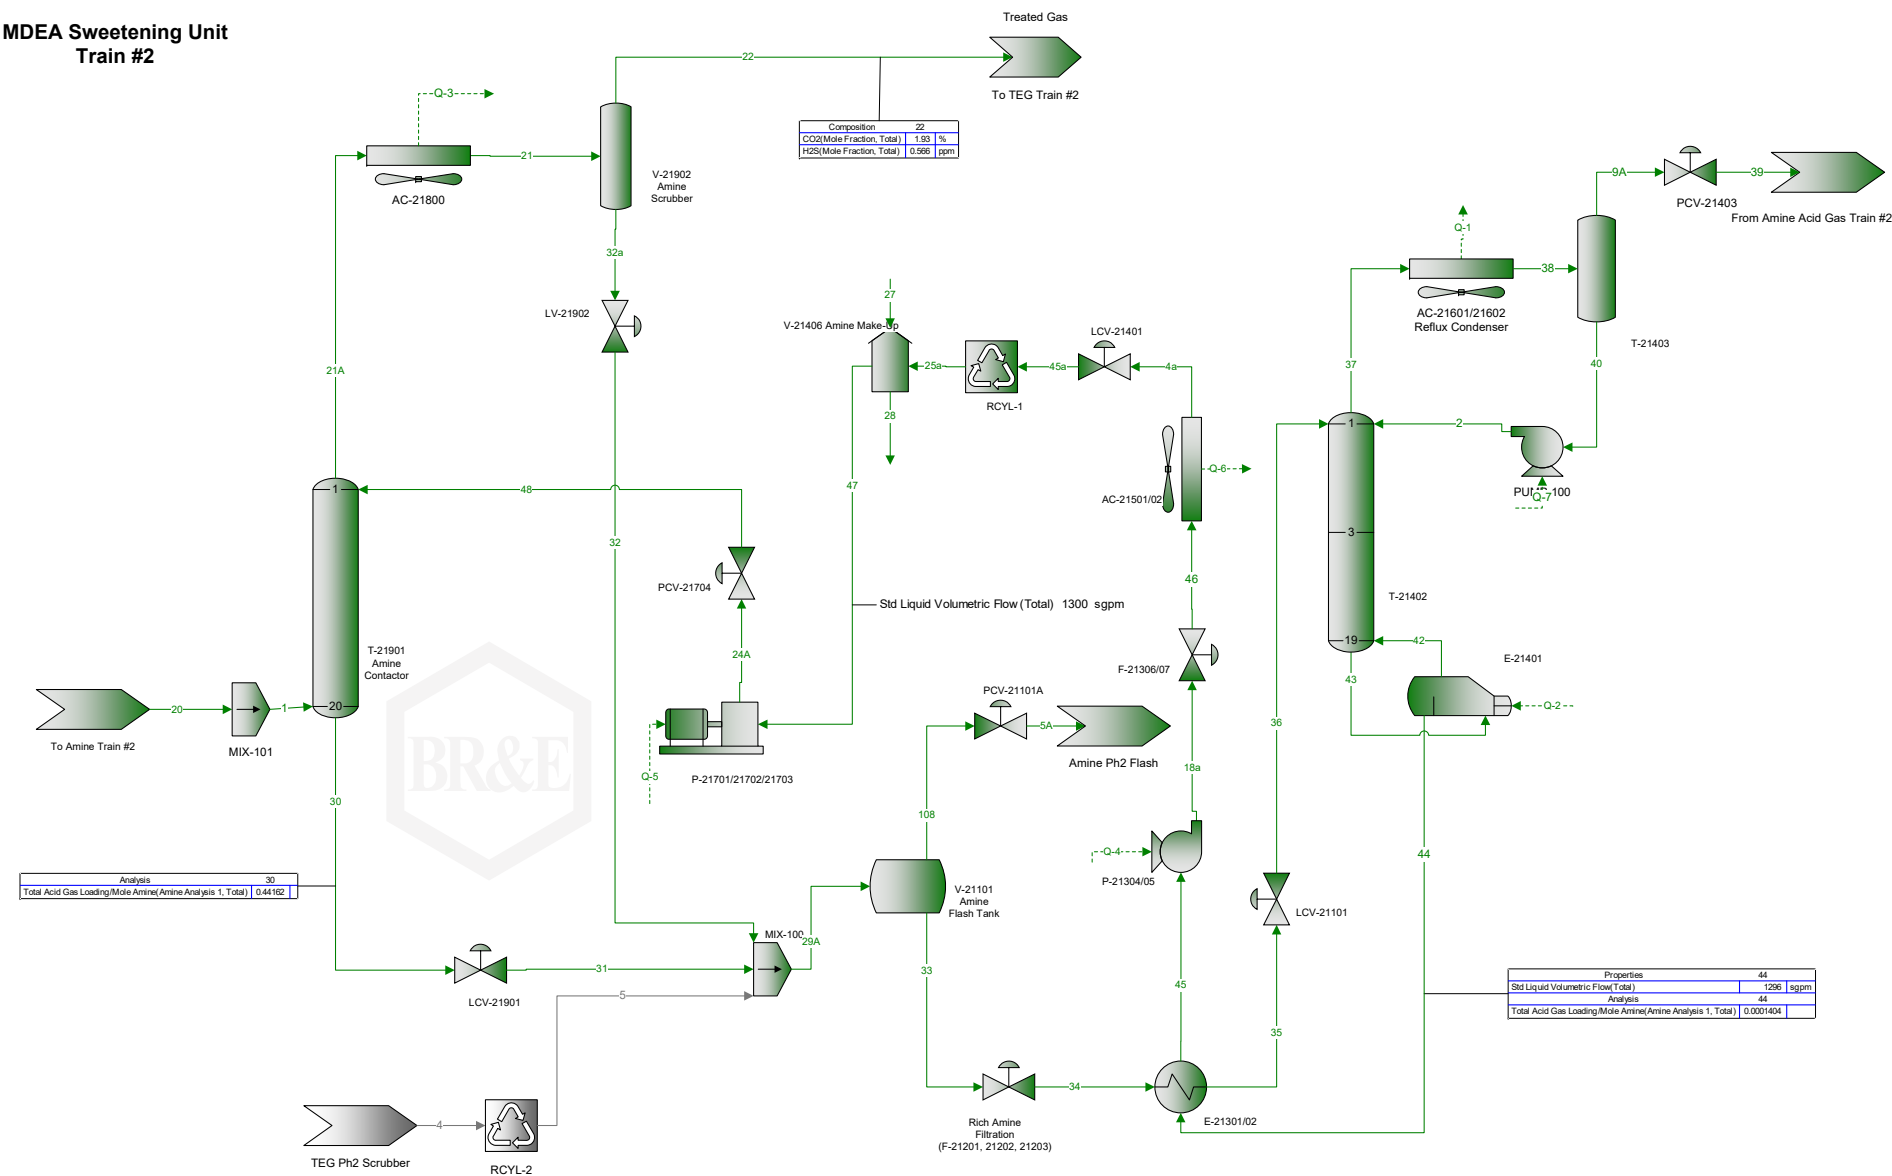 MDEA Sweetening Unit
Train #2
Treated Gas
22
To TEG Train #2
Q-3
Composition 22
CO2(Mole Fraction, Total) 1.93 %
H2S(Mole Fraction, Total) 0.566 ppm
21
AC-21800
V-21902
Amine
Scrubber
9A
39
PCV-21403
From Amine Acid Gas Train #2
Q-1
38
AC-21601/21602
Reflux Condenser
T-21403
32a
LV-21902
27
V-21406 Amine Make-Up
LCV-21401
25a
45a
4a
RCYL-1
28
21A
37
40
1
2
PUMP-100
Q-7
Q-6
AC-21501/02
47
1
48
32
3
PCV-21704
46
Std Liquid Volumetric Flow (Total) 1300 sgpm
T-21402
24A
F-21306/07
19
42
E-21401
43
Q-2
T-21901
Amine
Contactor
20
1
20
To Amine Train #2
MIX-101
PCV-21101A
5A
Amine Ph2 Flash
36
BR&E
Q-5
P-21701/21702/21703
18a
30
108
Q-4
P-21304/05
44
Analysis 30
Total Acid Gas Loading/Mole Amine(Amine Analysis 1, Total) 0.44162
V-21101
Amine
Flash Tank
LCV-21101
MIX-100
29A
31
LCV-21901
5
33
45
35
Properties 44
Std Liquid Volumetric Flow(Total) 1296 sgpm
Analysis 44
Total Acid Gas Loading/Mole Amine(Amine Analysis 1, Total) 0.0001404
34
Rich Amine
Filtration
(F-21201, 21202, 21203)
E-21301/02
4
TEG Ph2 Scrubber
RCYL-2